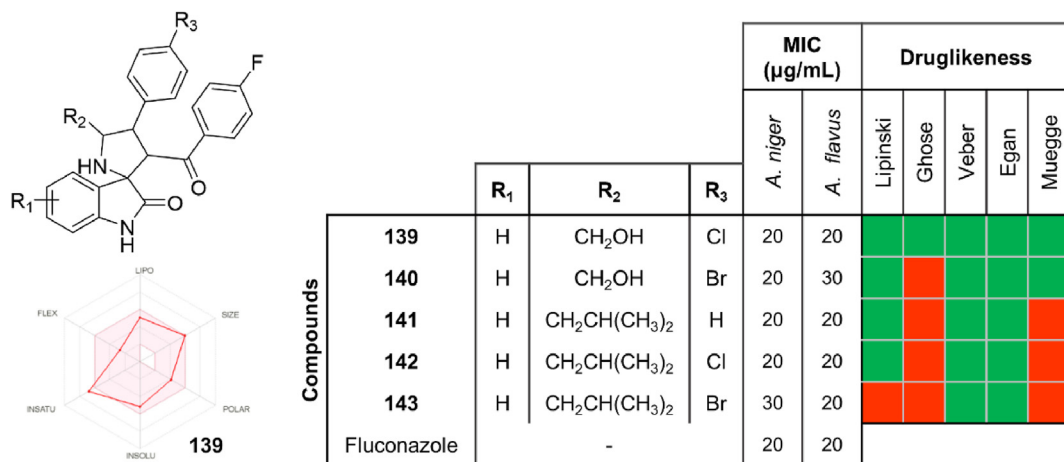 R3
F
R2
HN
O
R1
O
N
H
LIPO
FLEX
SIZE
INSATU
POLAR
INSOLU
139
MIC
(µg/mL)
Druglikeness
R1 R2 R3 A. niger A. flavus Lipinski Ghose Veber Egan Muegge
Compounds
139 H CH2OH Cl 20 20
140 H CH2OH Br 20 30
141 H CH2CH(CH3)2 H 20 20
142 H CH2CH(CH3)2 Cl 20 20
143 H CH2CH(CH3)2 Br 30 20
Fluconazole - 20 20